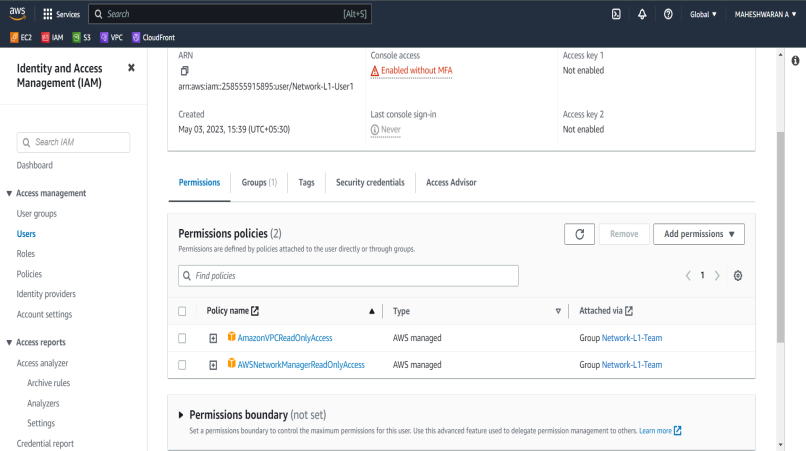 aws
Services
Search
[Alt+S]
Global ▼
MAHESHWARAN A ▼
EC2
IAM
S3
VPC
CloudFront
Identity and Access
Management (IAM)
Search IAM
Dashboard
Access management
User groups
Users
Roles
Policies
Identity providers
Account settings
Access reports
Access analyzer
Archive rules
Analyzers
Settings
Credential report
ARN
arn:aws:iam::258555915895:user/Network-L1-User1
Console access
Enabled without MFA
Access key 1
Not enabled
Created
May 03, 2023, 15:39 (UTC+05:30)
Last console sign-in
Never
Access key 2
Not enabled
Permissions
Groups (1)
Tags
Security credentials
Access Advisor
Permissions policies (2)
Permissions are defined by policies attached to the user directly or through groups.
Remove
Add permissions ▼
Find policies
1
Policy name
Type
Attached via
AmazonVPCReadOnlyAccess
AWS managed
Group Network-L1-Team
AWSNetworkManagerReadOnlyAccess
AWS managed
Group Network-L1-Team
Permissions boundary (not set)
Set a permissions boundary to control the maximum permissions for this user. Use this advanced feature used to delegate permission management to others. Learn more